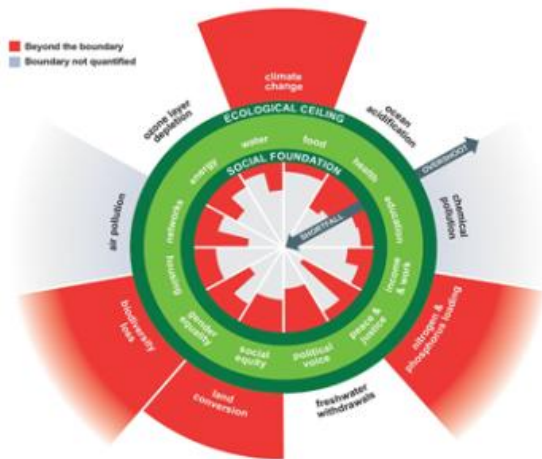 Beyond the boundary
Boundary not quantified
climate
change
ocean
acidification
chemical
pollution
nitrogen &
phosphorus loading
freshwater
withdrawals
land
conversion
biodiversity
loss
air pollution
ozone layer
depletion
ECOLOGICAL CEILING
water
food
health
education
income
& work
peace &
justice
political
voice
social
equity
gender
equality
housing
networks
energy
SOCIAL FOUNDATION
SHORTFALL
OVERSHOOT